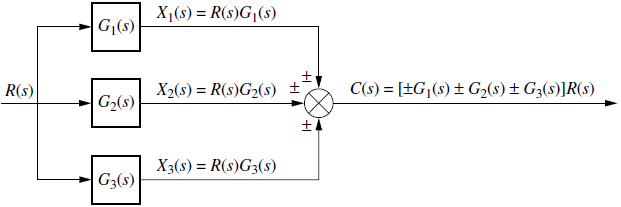 G₁(s)
X₁(s) = R(s)G₁(s)
R(s)
G₂(s)
X₂(s) = R(s)G₂(s)
±
±
±
C(s) = [±G₁(s) ± G₂(s) ± G₃(s)]R(s)
G₃(s)
X₃(s) = R(s)G₃(s)